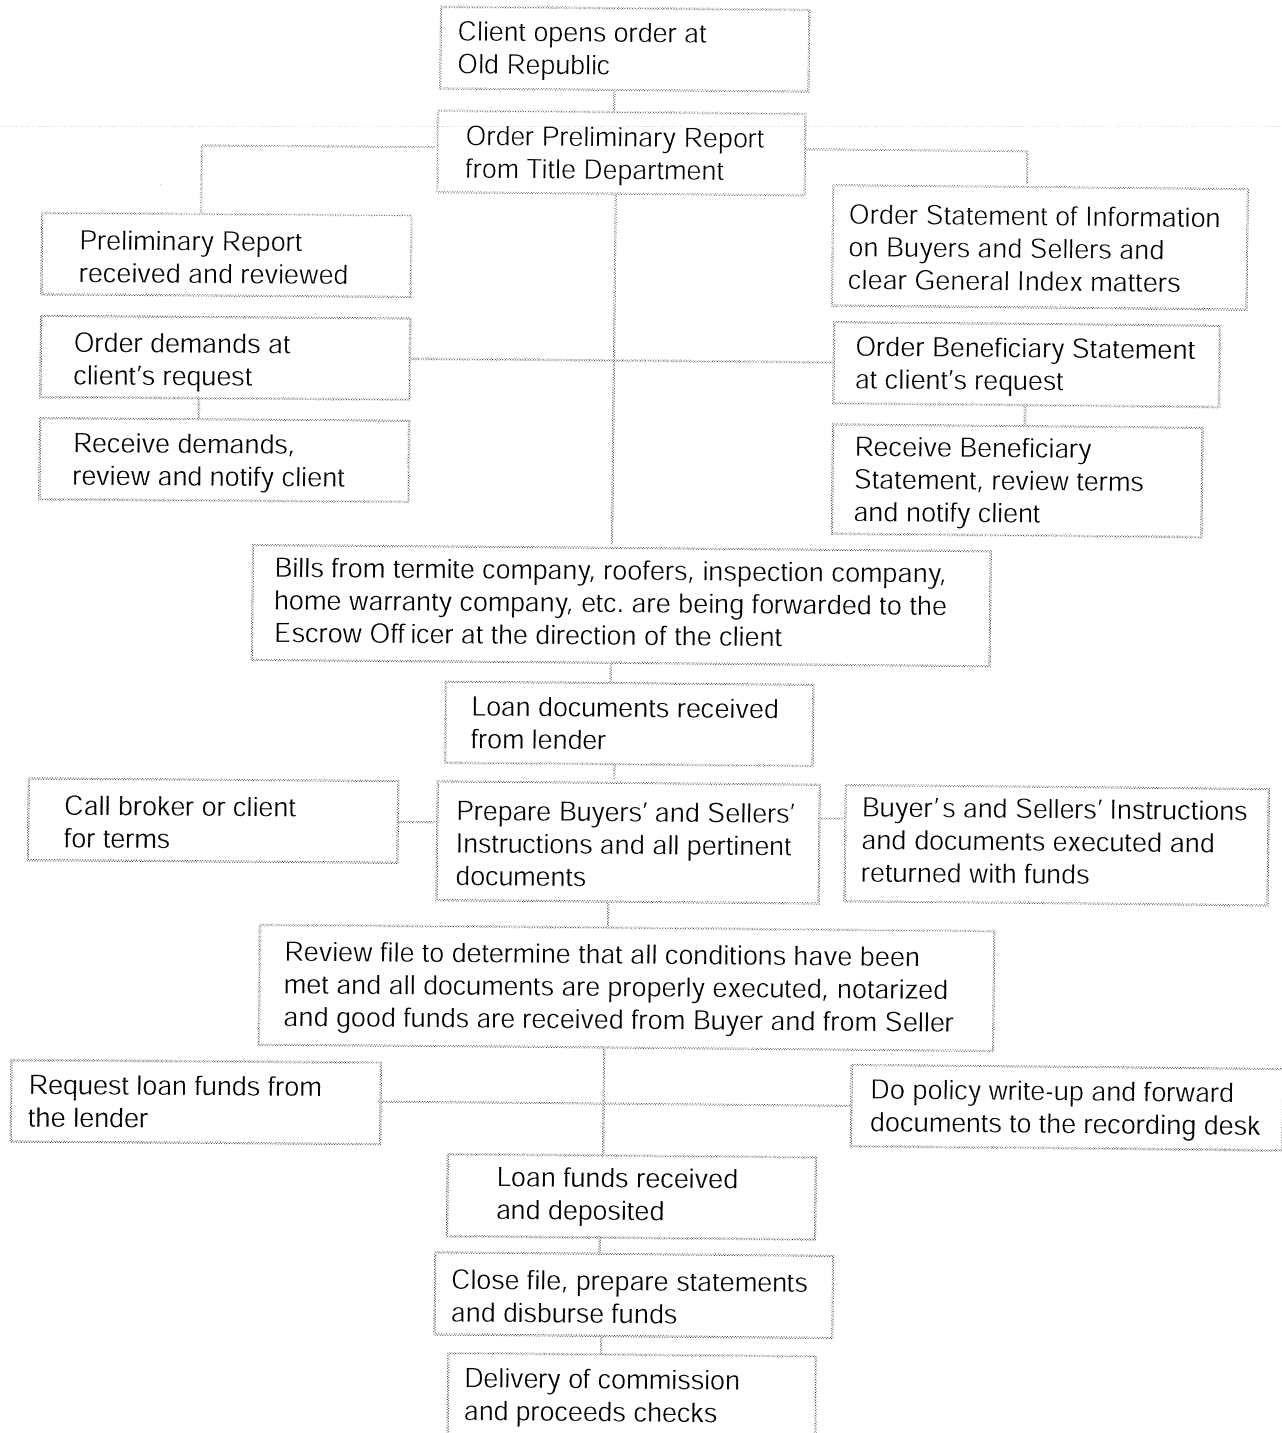 Client opens order at
Old Republic
Order Preliminary Report
from Title Department
Preliminary Report
received and reviewed
Order Statement of Information
on Buyers and Sellers and
clear General Index matters
Order demands at
client's request
Order Beneficiary Statement
at client's request
Receive demands,
review and notify client
Receive Beneficiary
Statement, review terms
and notify client
Bills from termite company, roofers, inspection company,
home warranty company, etc. are being forwarded to the
Escrow Officer at the direction of the client
Loan documents received
from lender
Call broker or client
for terms
Prepare Buyers' and Sellers'
Instructions and all pertinent
documents
Buyer's and Sellers' Instructions
and documents executed and
returned with funds
Review file to determine that all conditions have been
met and all documents are properly executed, notarized
and good funds are received from Buyer and from Seller
Request loan funds from
the lender
Do policy write-up and forward
documents to the recording desk
Loan funds received
and deposited
Close file, prepare statements
and disburse funds
Delivery of commission
and proceeds checks